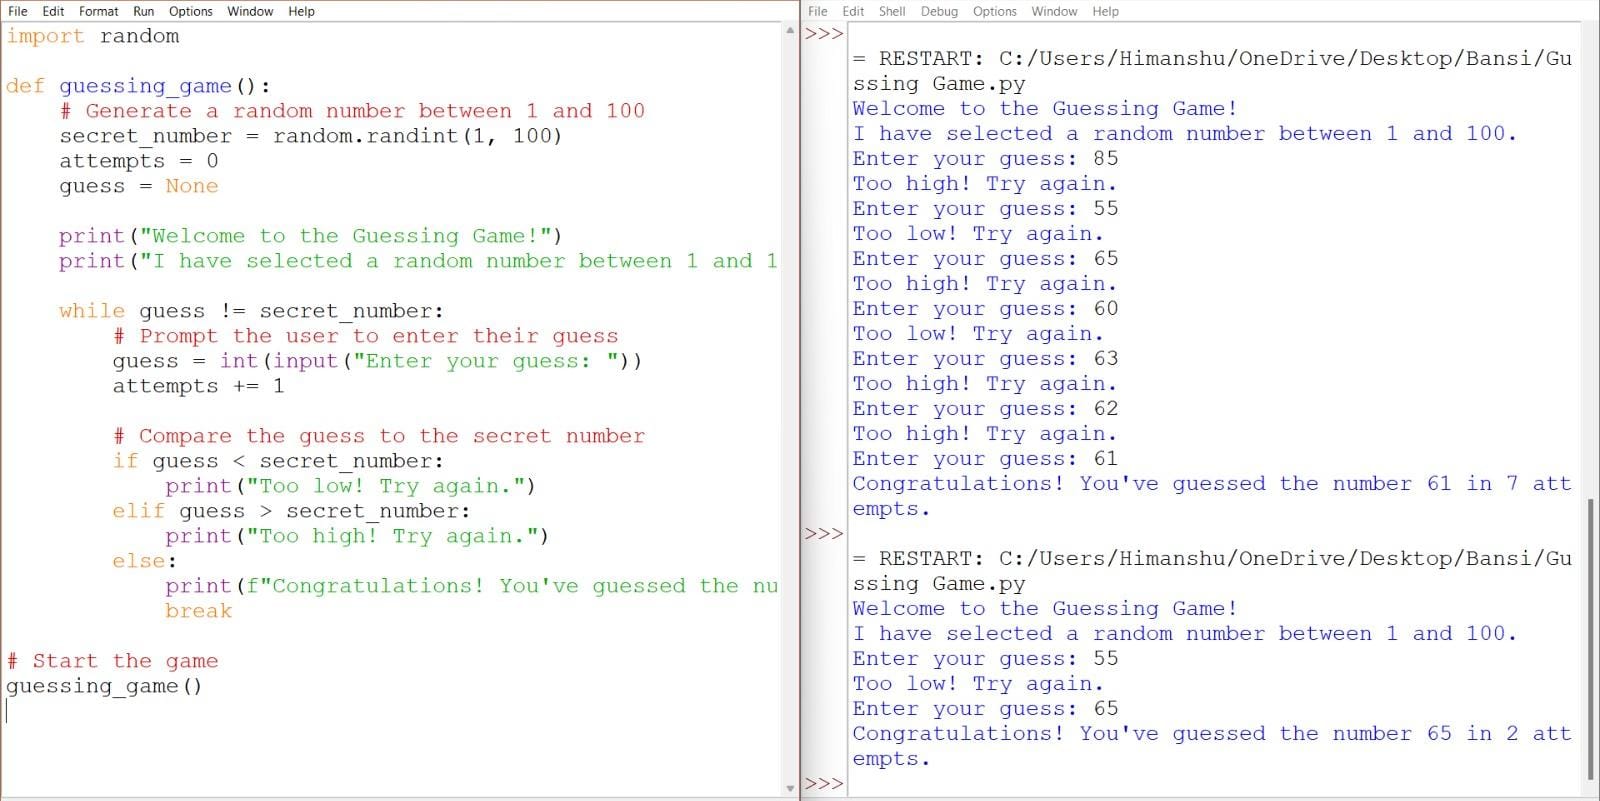 File Edit Format Run Options Window Help
import random

def guessing_game():
    # Generate a random number between 1 and 100
    secret_number = random.randint(1, 100)
    attempts = 0
    guess = None

    print("Welcome to the Guessing Game!")
    print("I have selected a random number between 1 and 1

    while guess != secret_number:
        # Prompt the user to enter their guess
        guess = int(input("Enter your guess: "))
        attempts += 1

        # Compare the guess to the secret number
        if guess < secret_number:
            print("Too low! Try again.")
        elif guess > secret_number:
            print("Too high! Try again.")
        else:
            print(f"Congratulations! You've guessed the nu
            break

# Start the game
guessing_game()
File Edit Shell Debug Options Window Help
>>>
= RESTART: C:/Users/Himanshu/OneDrive/Desktop/Bansi/Gu
ssing Game.py
Welcome to the Guessing Game!
I have selected a random number between 1 and 100.
Enter your guess: 85
Too high! Try again.
Enter your guess: 55
Too low! Try again.
Enter your guess: 65
Too high! Try again.
Enter your guess: 60
Too low! Try again.
Enter your guess: 63
Too high! Try again.
Enter your guess: 62
Too high! Try again.
Enter your guess: 61
Congratulations! You've guessed the number 61 in 7 att
empts.
>>>
= RESTART: C:/Users/Himanshu/OneDrive/Desktop/Bansi/Gu
ssing Game.py
Welcome to the Guessing Game!
I have selected a random number between 1 and 100.
Enter your guess: 55
Too low! Try again.
Enter your guess: 65
Congratulations! You've guessed the number 65 in 2 att
empts.
>>>